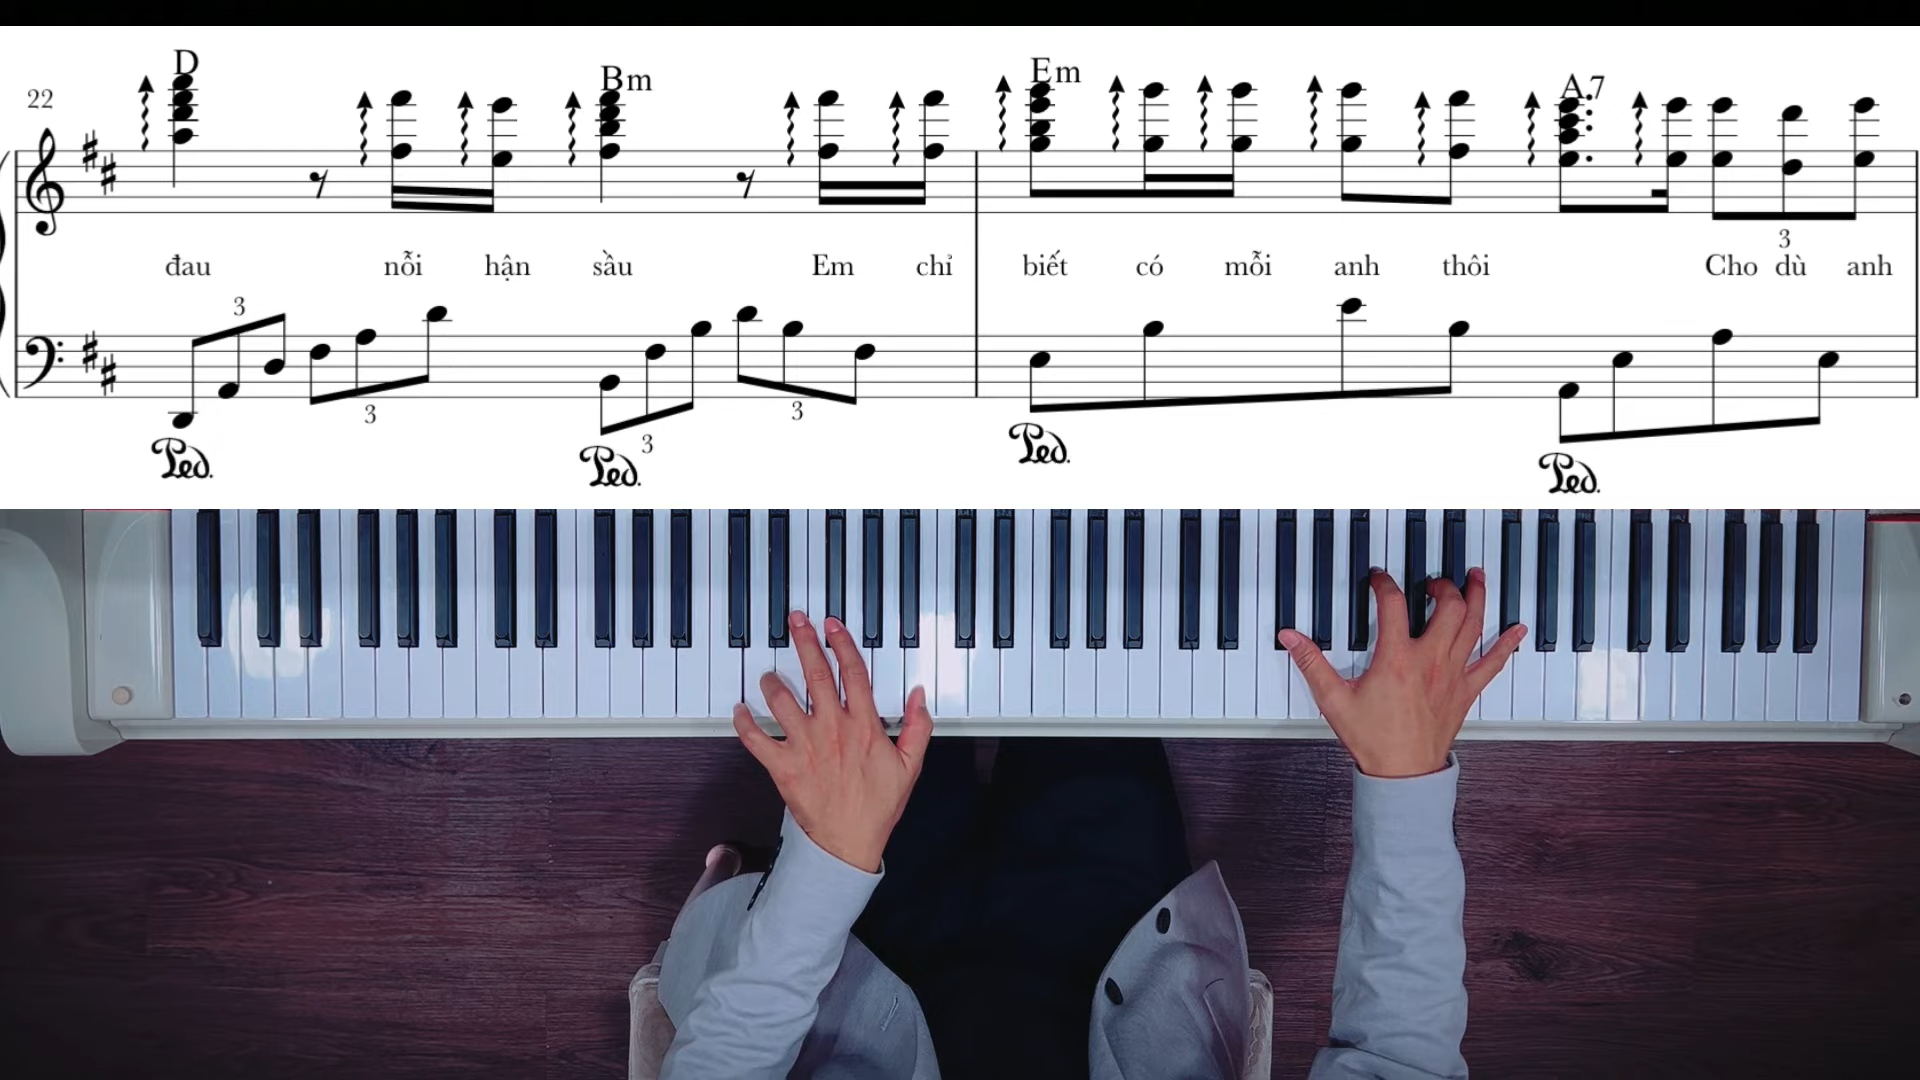 D Bm Em A7
22
3
đau nỗi hận sầu Em chỉ biết có mỗi anh thôi Cho dù anh
3
3 3 3
Ped. Ped. Ped. Ped.